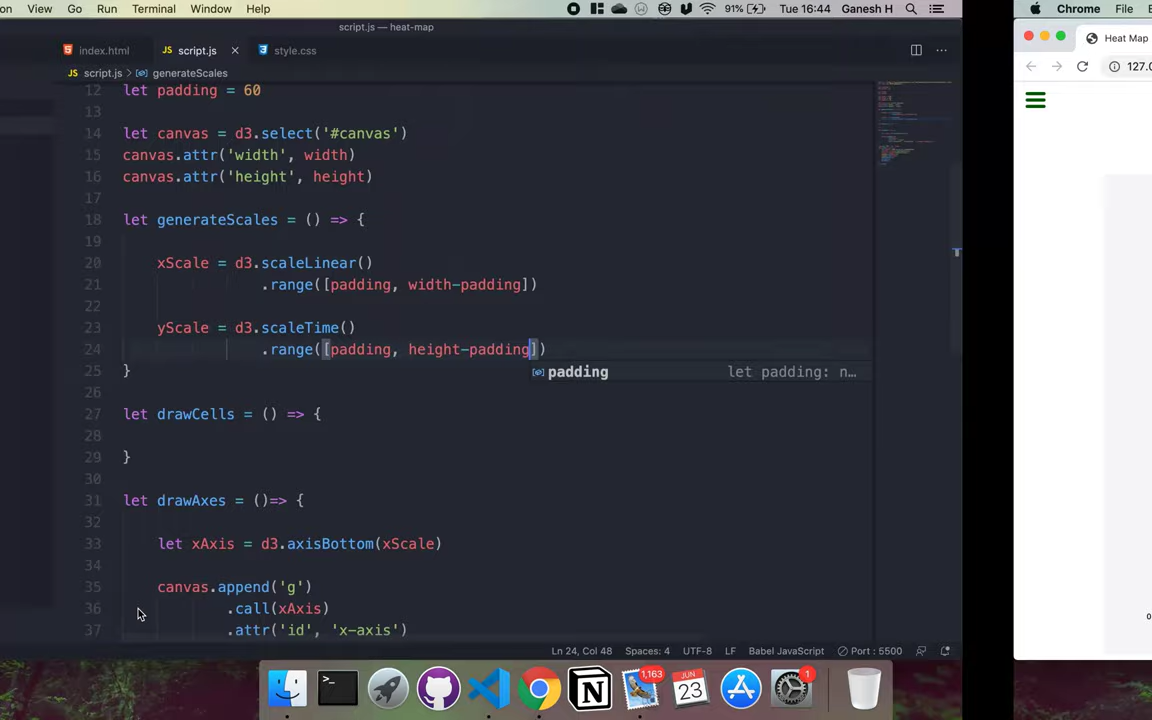 on View Go Run Terminal Window Help 91% Tue 16:44 Ganesh H Chrome File
script.js — heat-map
index.html script.js style.css Heat Map
script.js > generateScales 127.0
12 let padding = 60
13
14 let canvas = d3.select('#canvas')
15 canvas.attr('width', width)
16 canvas.attr('height', height)
17
18 let generateScales = () => {
19
20 xScale = d3.scaleLinear()
21 .range([padding, width-padding])
22
23 yScale = d3.scaleTime()
24 .range([padding, height-padding])
25 }
padding let padding: n…
26
27 let drawCells = () => {
28
29 }
30
31 let drawAxes = ()=> {
32
33 let xAxis = d3.axisBottom(xScale)
34
35 canvas.append('g')
36 .call(xAxis)
37 .attr('id', 'x-axis')
0
Ln 24, Col 48 Spaces: 4 UTF-8 LF Babel JavaScript Port : 5500
1,163
JUN
23
1